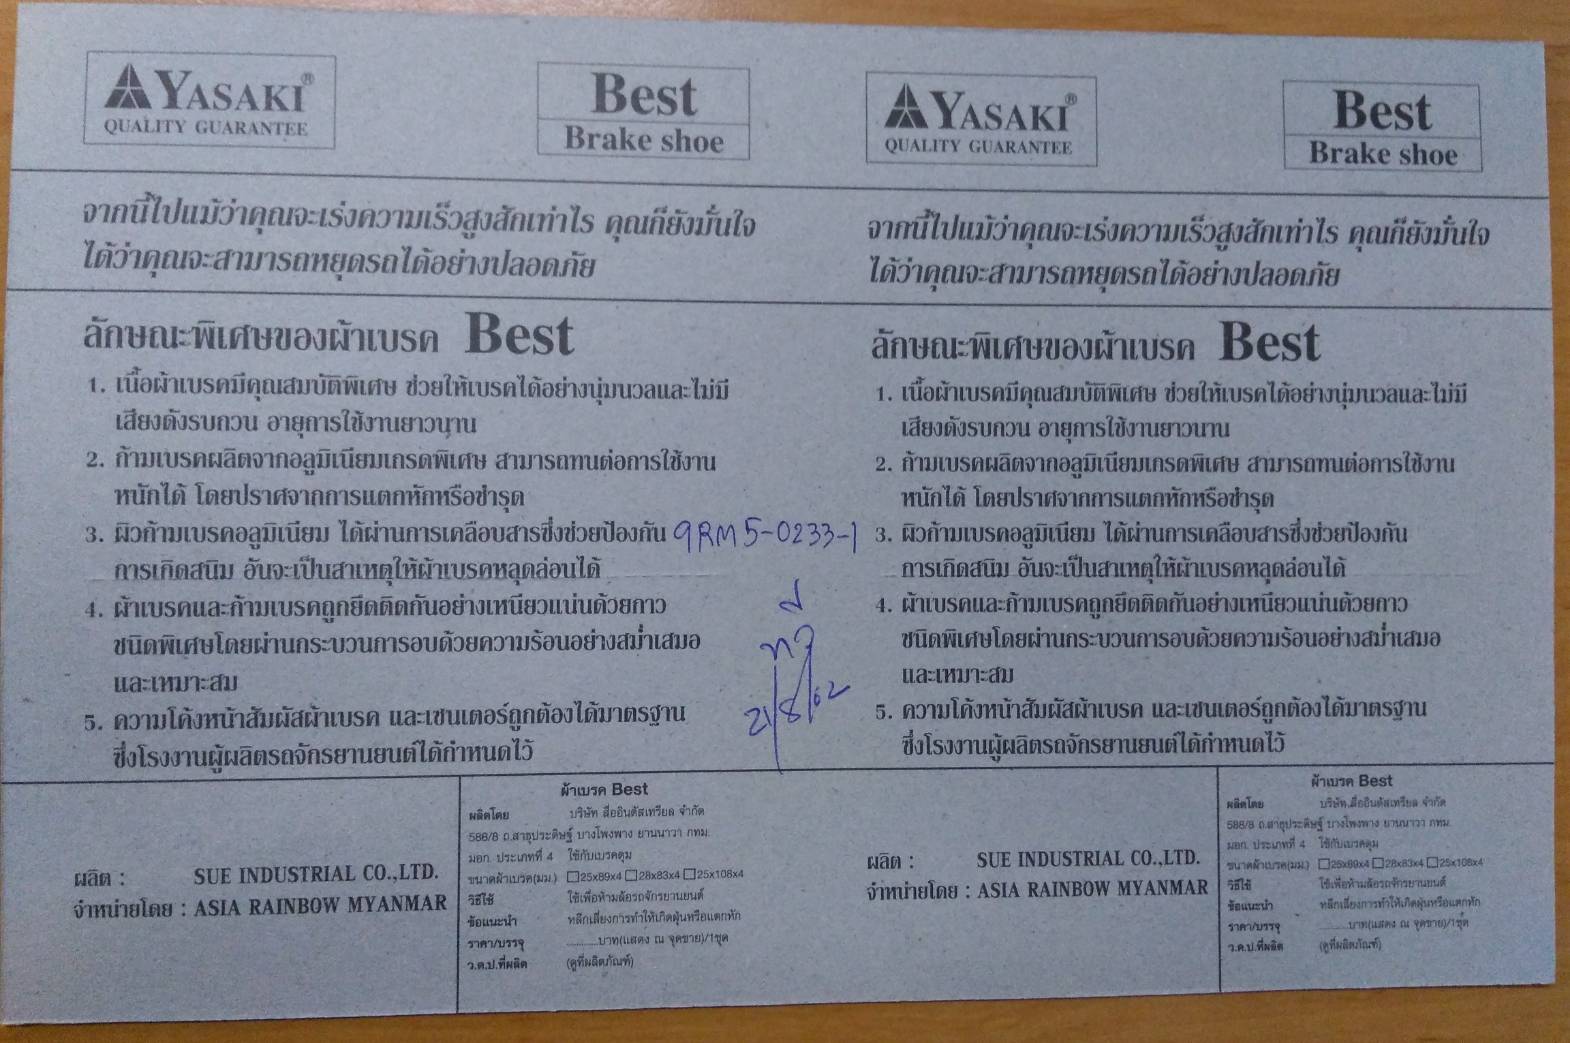 YASAKI®
QUALITY GUARANTEE
Best
Brake shoe
จากนี้ไปแม้ว่าคุณจะเร่งความเร็วสูงสักเท่าไร คุณก็ยังมั่นใจ
ได้ว่าคุณจะสามารถหยุดรถได้อย่างปลอดภัย
ลักษณะพิเศษของผ้าเบรค Best
1. เนื้อผ้าเบรคมีคุณสมบัติพิเศษ ช่วยให้เบรคได้อย่างนุ่มนวลและไม่มี
เสียงดังรบกวน อายุการใช้งานยาวนาน
2. ก้ามเบรคผลิตจากอลูมิเนียมเกรดพิเศษ สามารถทนต่อการใช้งาน
หนักได้ โดยปราศจากการแตกหักหรือชำรุด
3. ผิวก้ามเบรคอลูมิเนียม ได้ผ่านการเคลือบสารซึ่งช่วยป้องกัน
การเกิดสนิม อันจะเป็นสาเหตุให้ผ้าเบรคหลุดล่อนได้
4. ผ้าเบรคและก้ามเบรคถูกยึดติดกันอย่างเหนียวแน่นด้วยกาว
ชนิดพิเศษโดยผ่านกระบวนการอบด้วยความร้อนอย่างสม่ำเสมอ
และเหมาะสม
5. ความโค้งหน้าสัมผัสผ้าเบรค และเซนเตอร์ถูกต้องได้มาตรฐาน
ซึ่งโรงงานผู้ผลิตรถจักรยานยนต์ได้กำหนดไว้
ผลิต : SUE INDUSTRIAL CO.,LTD.
จำหน่ายโดย : ASIA RAINBOW MYANMAR
ผ้าเบรค Best
ผลิตโดย บริษัท สื่ออินดัสเทรียล จำกัด
588/8 ถ.สาธุประดิษฐ์ บางโพงพาง ยานนาวา กทม.
มอก. ประเภทที่ 4 ใช้กับเบรคดุม
ขนาดผ้าเบรค(มม.) □25x89x4 □28x83x4 □25x108x4
วิธีใช้ ใช้เพื่อห้ามล้อรถจักรยานยนต์
ข้อแนะนำ หลีกเลี่ยงการทำให้เกิดฝุ่นหรือแตกหัก
ราคา/บรรจุ ..........บาท(แสดง ณ จุดขาย)/1ชุด
ว.ด.ป.ที่ผลิต (ดูที่ผลิตภัณฑ์)
9RM5-0233-1
21/8/62
YASAKI®
QUALITY GUARANTEE
Best
Brake shoe
จากนี้ไปแม้ว่าคุณจะเร่งความเร็วสูงสักเท่าไร คุณก็ยังมั่นใจ
ได้ว่าคุณจะสามารถหยุดรถได้อย่างปลอดภัย
ลักษณะพิเศษของผ้าเบรค Best
1. เนื้อผ้าเบรคมีคุณสมบัติพิเศษ ช่วยให้เบรคได้อย่างนุ่มนวลและไม่มี
เสียงดังรบกวน อายุการใช้งานยาวนาน
2. ก้ามเบรคผลิตจากอลูมิเนียมเกรดพิเศษ สามารถทนต่อการใช้งาน
หนักได้ โดยปราศจากการแตกหักหรือชำรุด
3. ผิวก้ามเบรคอลูมิเนียม ได้ผ่านการเคลือบสารซึ่งช่วยป้องกัน
การเกิดสนิม อันจะเป็นสาเหตุให้ผ้าเบรคหลุดล่อนได้
4. ผ้าเบรคและก้ามเบรคถูกยึดติดกันอย่างเหนียวแน่นด้วยกาว
ชนิดพิเศษโดยผ่านกระบวนการอบด้วยความร้อนอย่างสม่ำเสมอ
และเหมาะสม
5. ความโค้งหน้าสัมผัสผ้าเบรค และเซนเตอร์ถูกต้องได้มาตรฐาน
ซึ่งโรงงานผู้ผลิตรถจักรยานยนต์ได้กำหนดไว้
ผลิต : SUE INDUSTRIAL CO.,LTD.
จำหน่ายโดย : ASIA RAINBOW MYANMAR
ผ้าเบรค Best
ผลิตโดย บริษัท สื่ออินดัสเทรียล จำกัด
588/8 ถ.สาธุประดิษฐ์ บางโพงพาง ยานนาวา กทม.
มอก. ประเภทที่ 4 ใช้กับเบรคดุม
ขนาดผ้าเบรค(มม.) □25x89x4 □28x83x4 □25x108x4
วิธีใช้ ใช้เพื่อห้ามล้อรถจักรยานยนต์
ข้อแนะนำ หลีกเลี่ยงการทำให้เกิดฝุ่นหรือแตกหัก
ราคา/บรรจุ ..........บาท(แสดง ณ จุดขาย)/1ชุด
ว.ด.ป.ที่ผลิต (ดูที่ผลิตภัณฑ์)